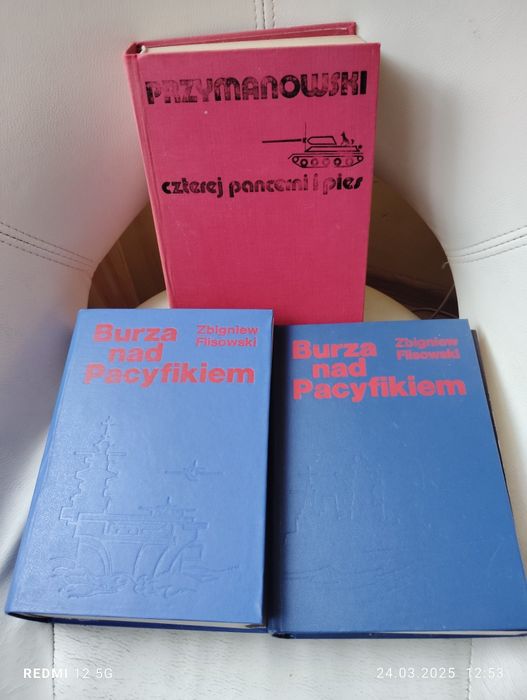 PRZYMANOWSKI
czterej pancerni i pies
Burza
nad
Pacyfikiem
Zbigniew
Flisowski
Burza
nad
Pacyfikiem
Zbigniew
Flisowski
REDMI 12 5G
24.03.2025 12:53